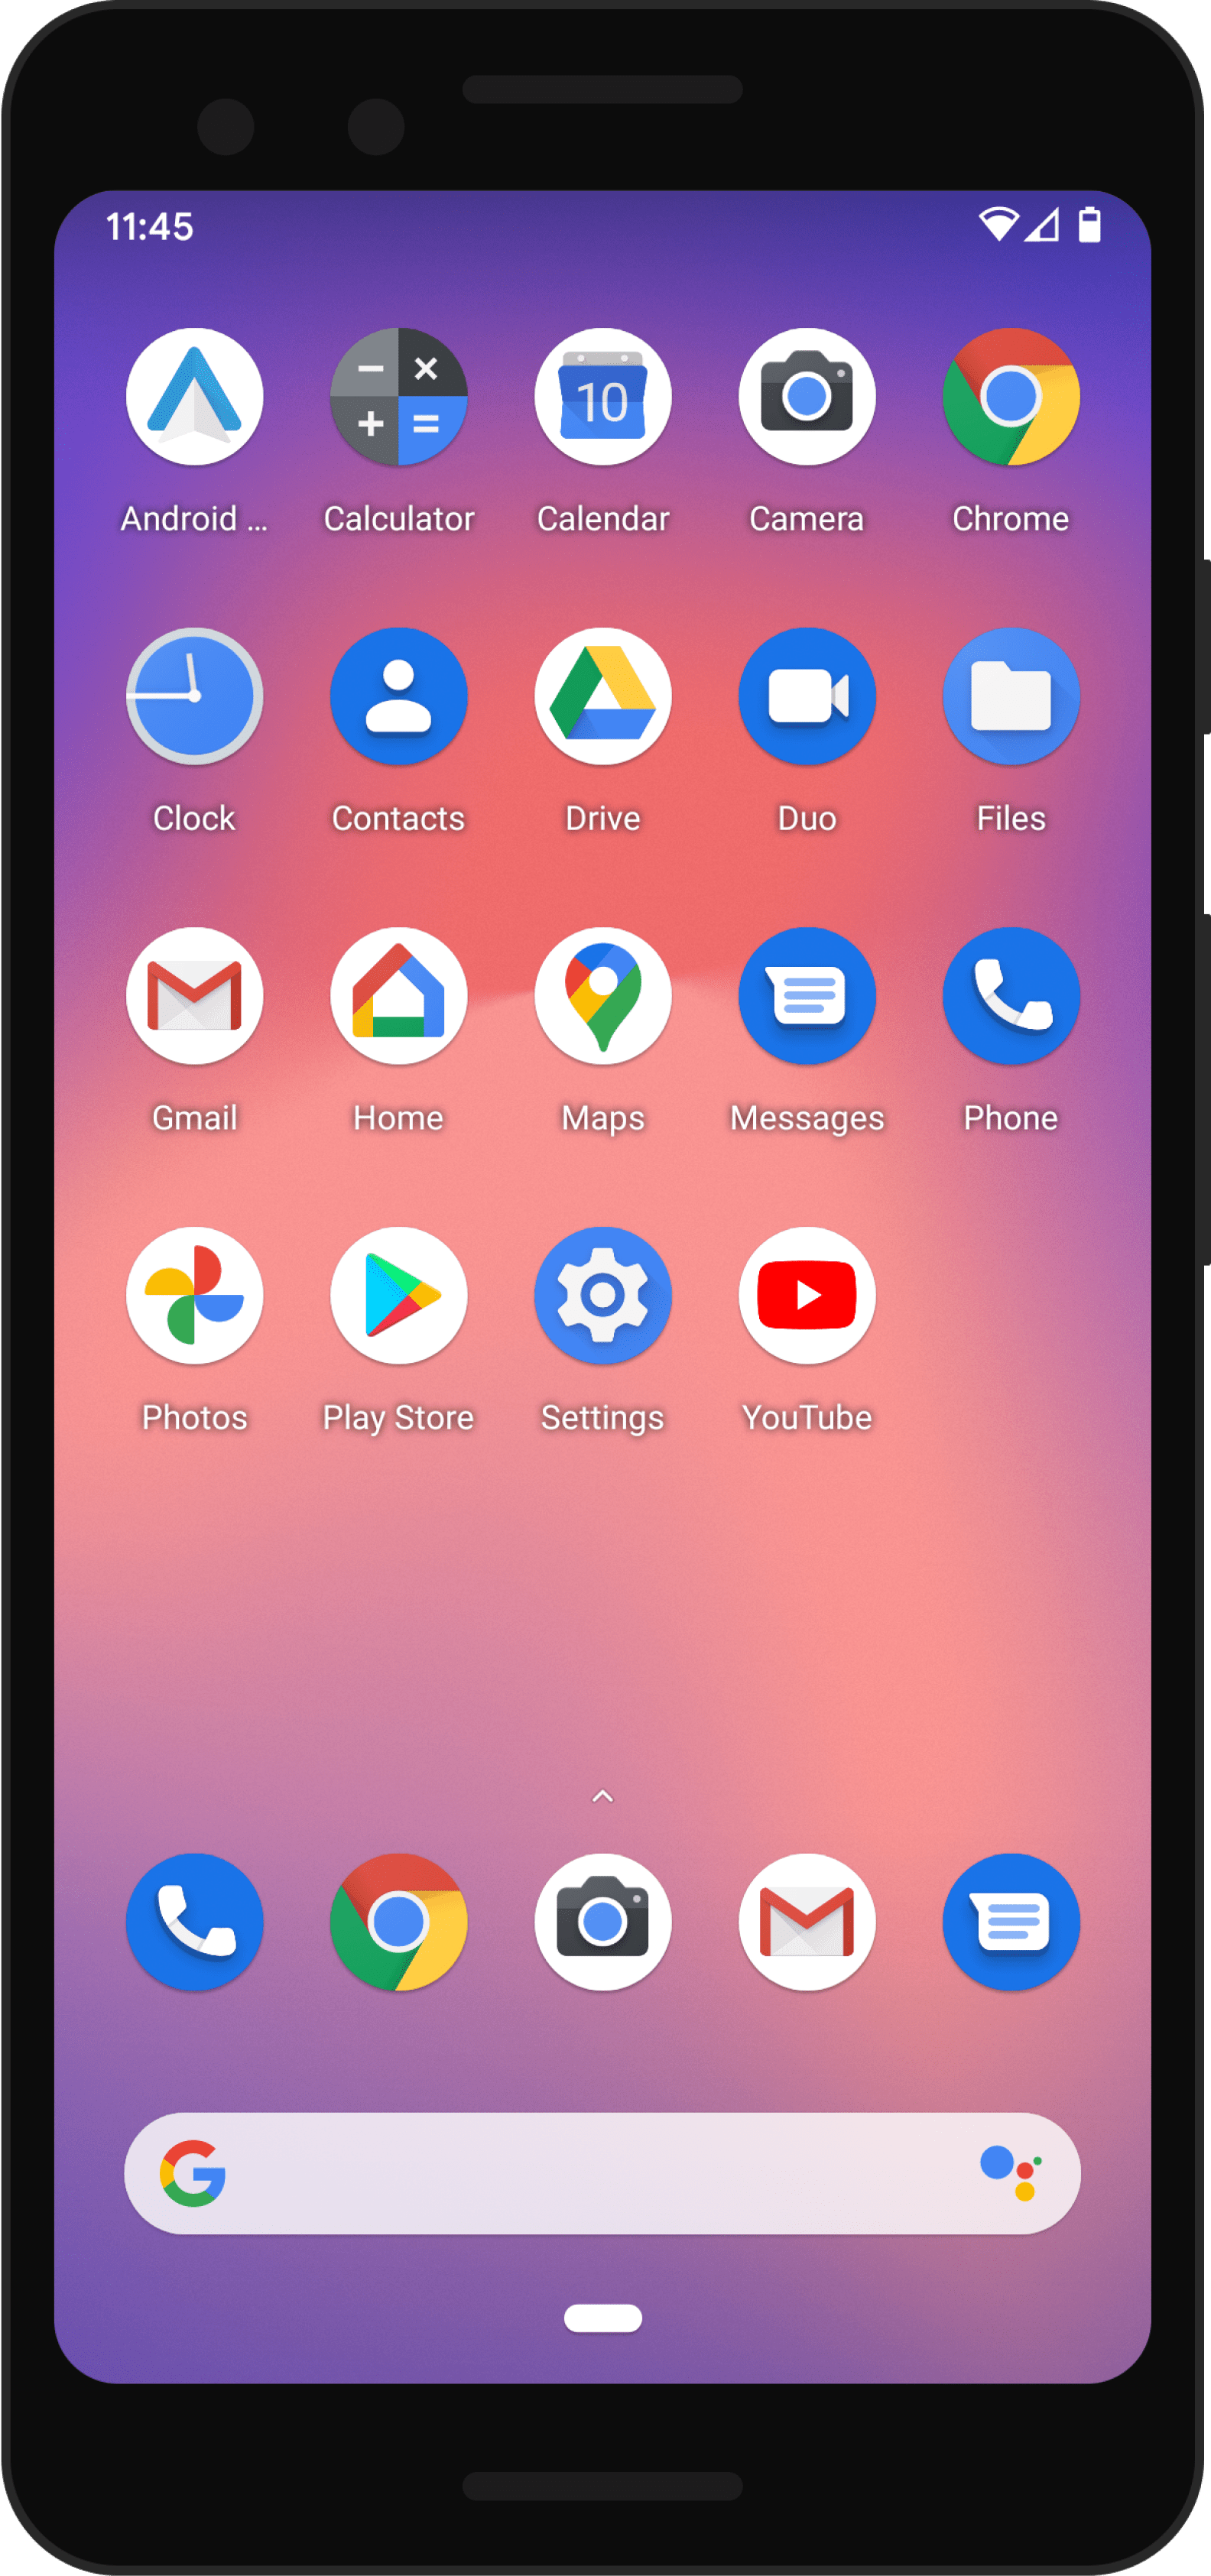 11:45
10
Android ...
Calculator
Calendar
Camera
Chrome
Clock
Contacts
Drive
Duo
Files
Gmail
Home
Maps
Messages
Phone
Photos
Play Store
Settings
YouTube